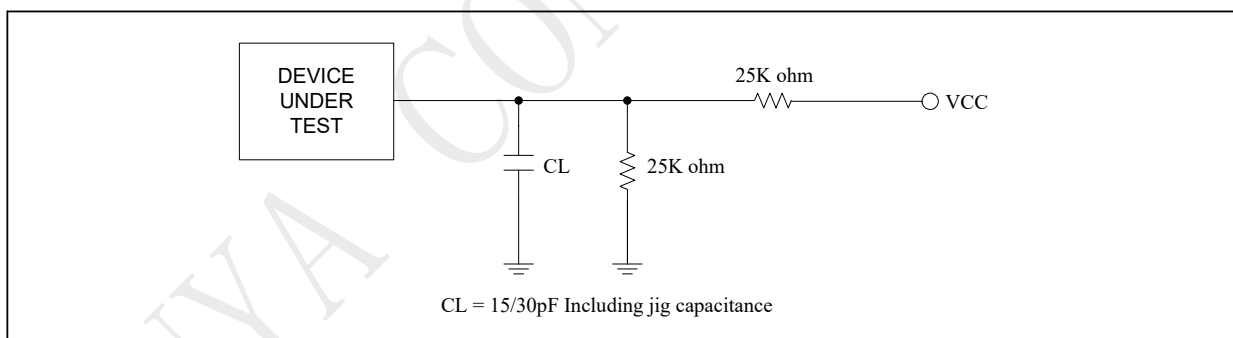 DEVICE
UNDER
TEST
25K ohm
VCC
CL
25K ohm
CL = 15/30pF Including jig capacitance